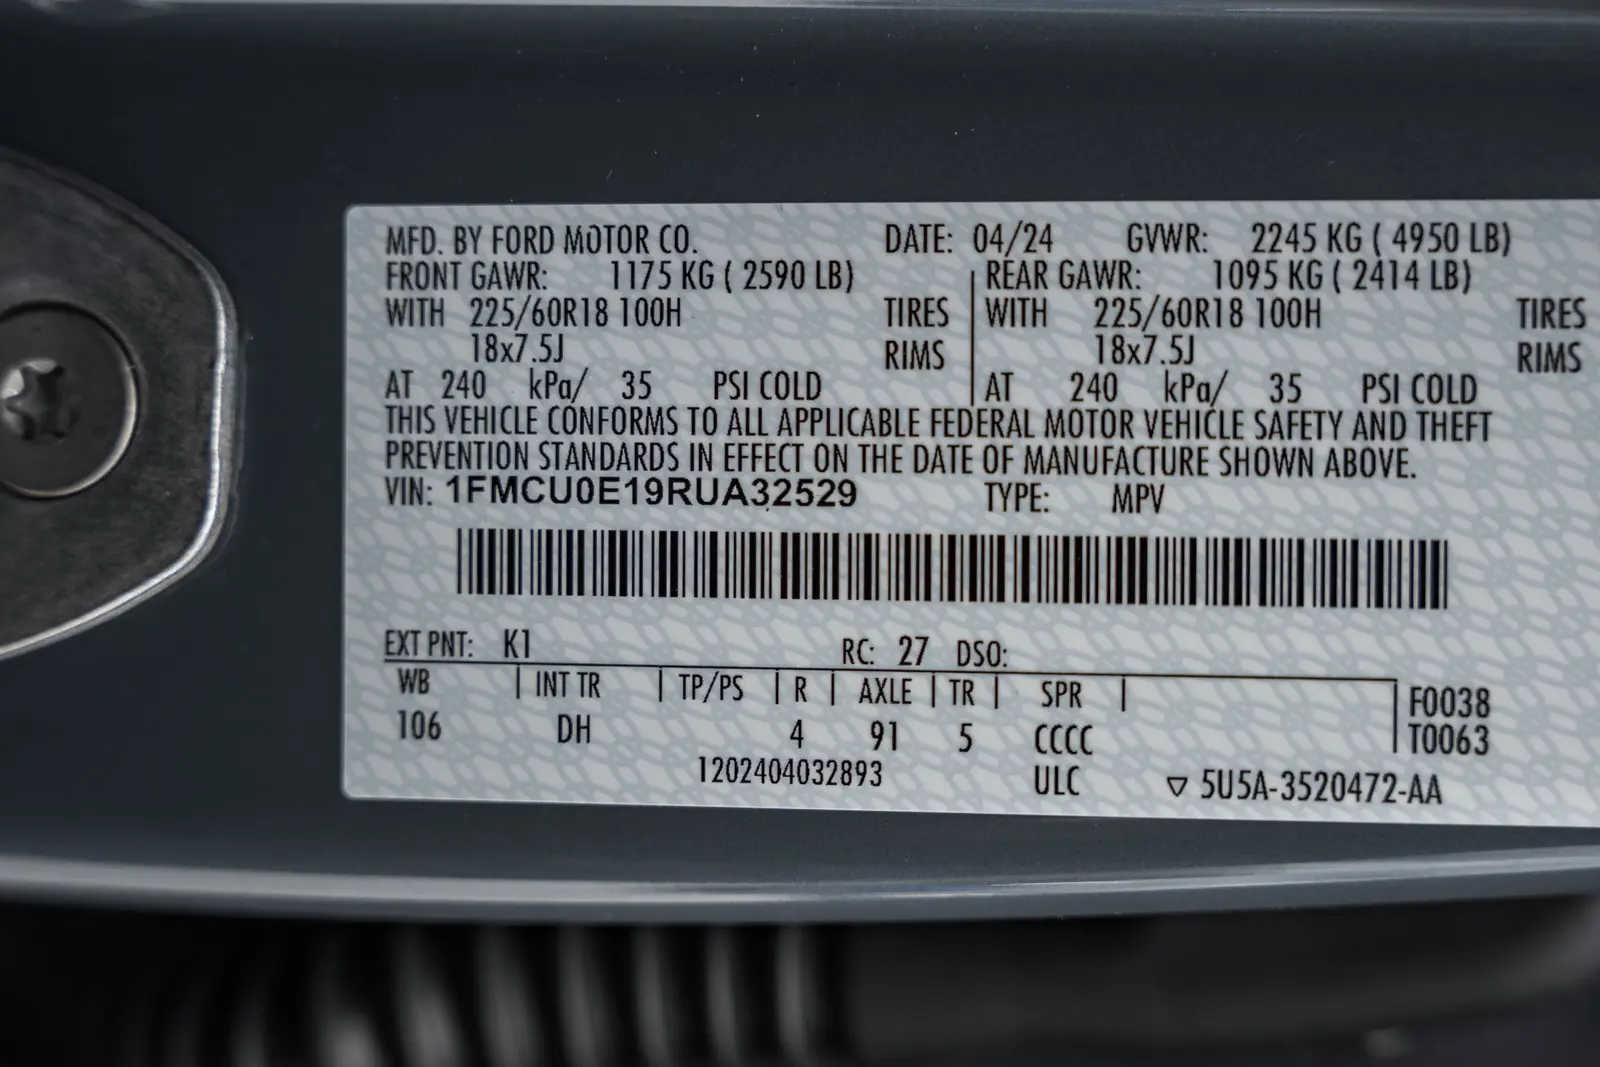 MFD. BY FORD MOTOR CO. DATE: 04/24 GVWR: 2245 KG ( 4950 LB)
FRONT GAWR: 1175 KG ( 2590 LB) REAR GAWR: 1095 KG ( 2414 LB)
WITH 225/60R18 100H TIRES WITH 225/60R18 100H TIRES
18x7.5J RIMS 18x7.5J RIMS
AT 240 kPa/ 35 PSI COLD AT 240 kPa/ 35 PSI COLD
THIS VEHICLE CONFORMS TO ALL APPLICABLE FEDERAL MOTOR VEHICLE SAFETY AND THEFT
PREVENTION STANDARDS IN EFFECT ON THE DATE OF MANUFACTURE SHOWN ABOVE.
VIN: 1FMCU0E19RUA32529 TYPE: MPV
EXT PNT: K1 RC: 27 DSO:
WB | INT TR | TP/PS | R | AXLE | TR | SPR | F0038
106 DH 4 91 5 CCCC T0063
1202404032893 ULC ▽ 5U5A-3520472-AA